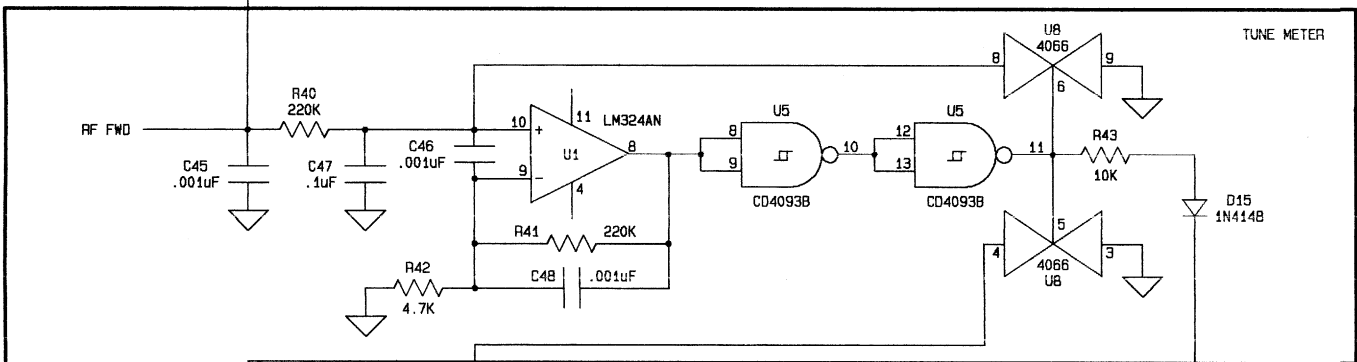 TUNE METER
U8
4066
8
9
6
R40
220K
RF FWD
C45
.001uF
C47
.1uF
C46
.001uF
10
+
9
-
11
LM324AN
U1
8
4
U5
8
9
10
CD4093B
U5
12
13
11
CD4093B
R43
10K
D15
1N4148
R41
220K
C48
.001uF
R42
4.7K
5
4
3
4066
U8